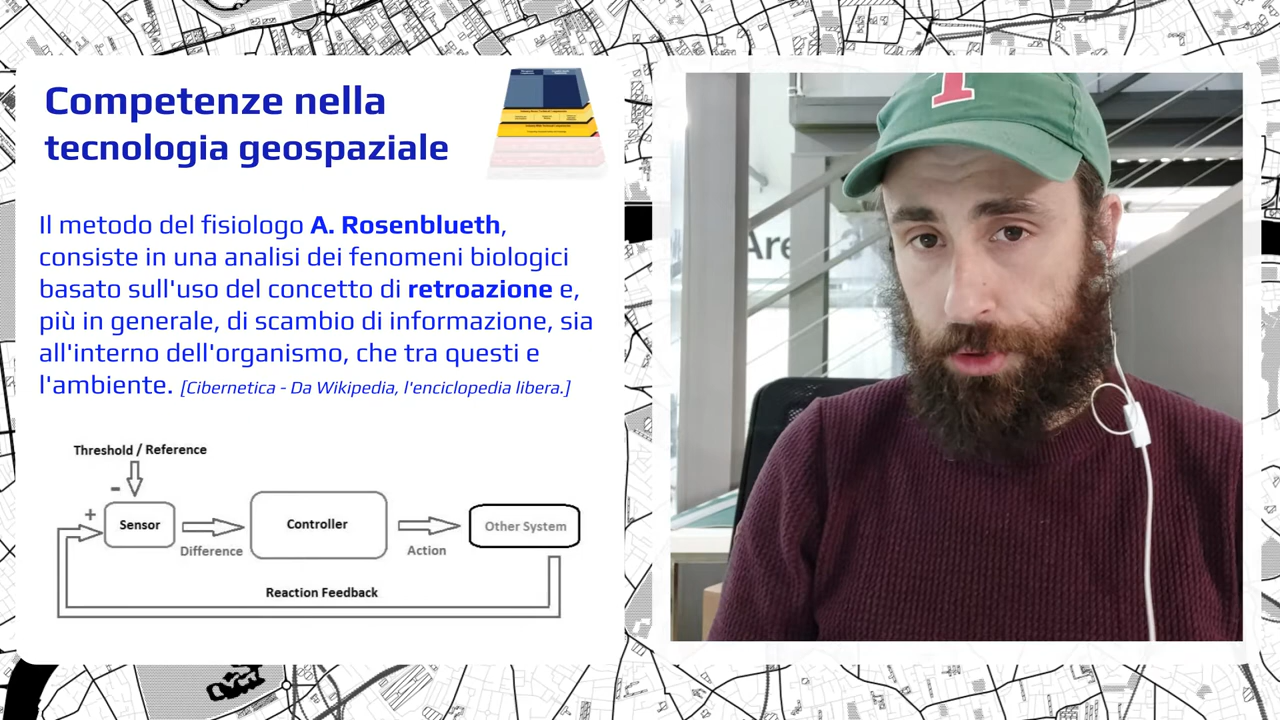 Competenze nella
tecnologia geospaziale
Il metodo del fisiologo A. Rosenblueth,
consiste in una analisi dei fenomeni biologici
basato sull'uso del concetto di retroazione e,
più in generale, di scambio di informazione, sia
all'interno dell'organismo, che tra questi e
l'ambiente. [Cibernetica - Da Wikipedia, l'enciclopedia libera.]
Threshold / Reference
-
+
Sensor
Difference
Controller
Action
Other System
Reaction Feedback
Are